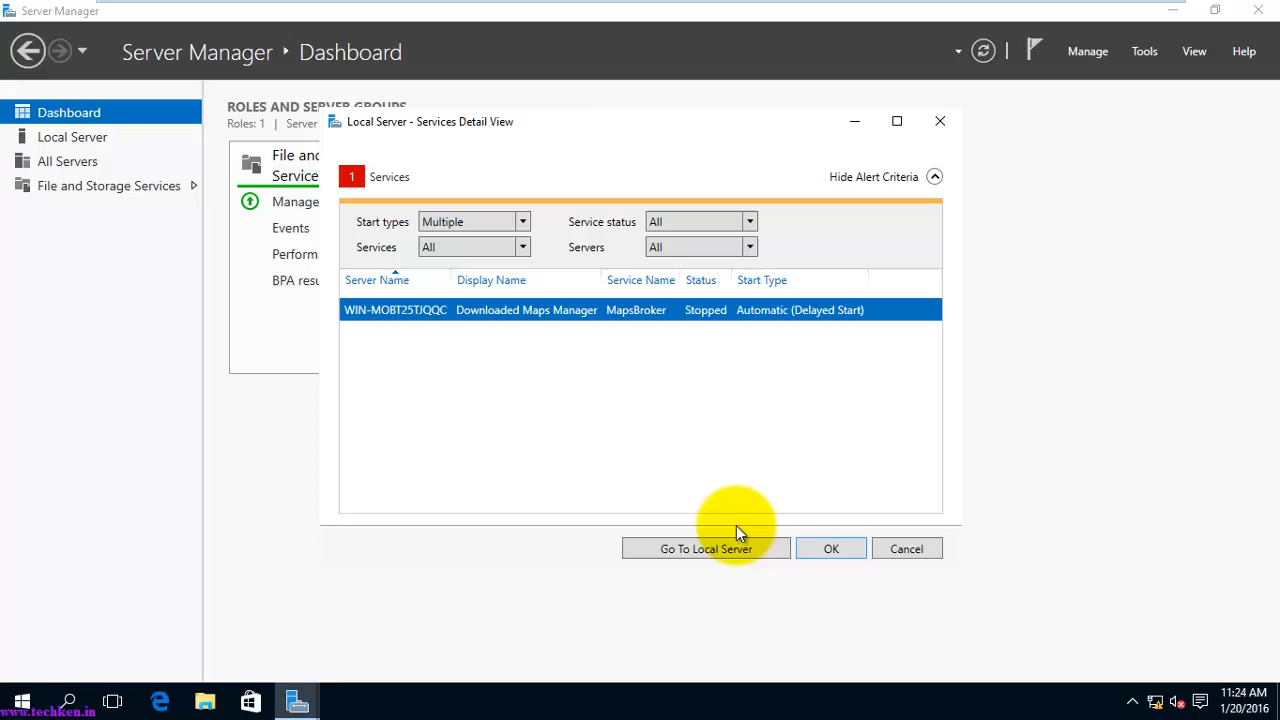 Server Manager
Server Manager • Dashboard
Manage
Tools
View
Help
Dashboard
Local Server
All Servers
File and Storage Services
ROLES AND SERVER GROUPS
Roles: 1 | Server
File and
Services
Manage
Events
Performa
BPA resu
Local Server - Services Detail View
1 Services
Hide Alert Criteria
Start types Multiple Service status All
Services All Servers All
Server Name Display Name Service Name Status Start Type
WIN-MOBT25TJQQC Downloaded Maps Manager MapsBroker Stopped Automatic (Delayed Start)
Go To Local Server OK Cancel
www.techken.in
11:24 AM
1/20/2016